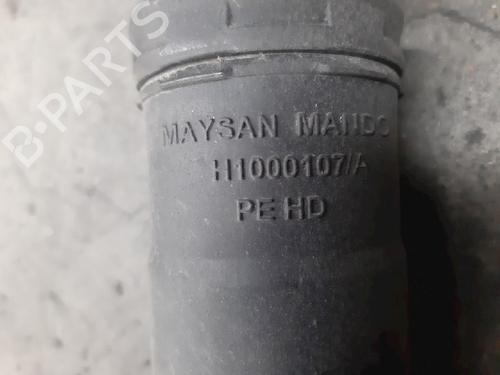 B-PARTS
MAYSAN MANDO
H1000107/A
PE HD